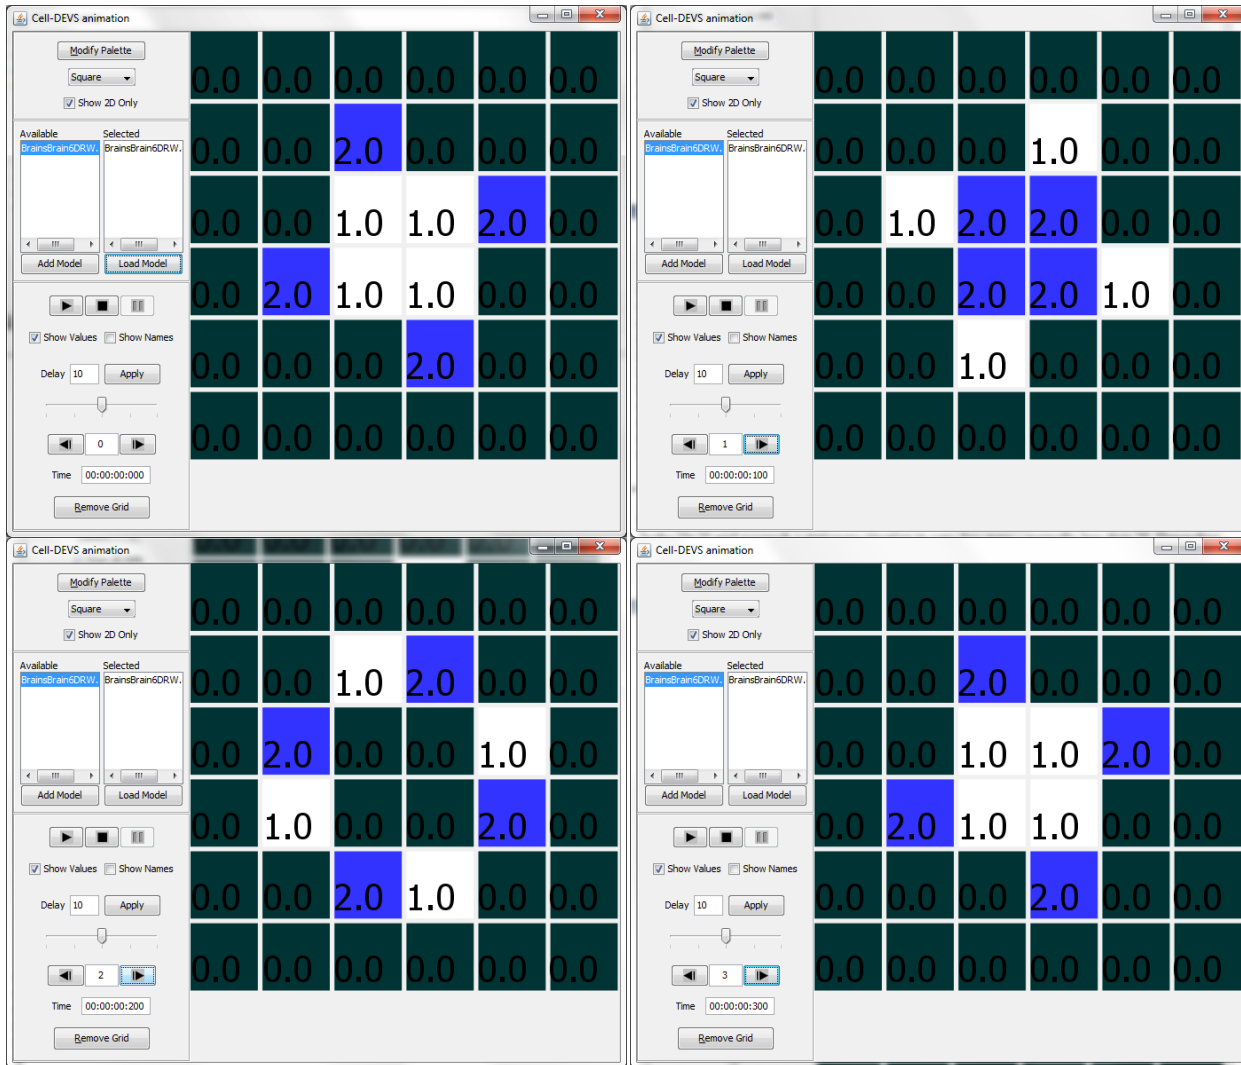 Cell-DEVS animation
Modify Palette
Square
Show 2D Only
Available Selected
BrainsBrain6DRW. BrainsBrain6DRW.
Add Model Load Model
Show Values Show Names
Delay 10 Apply
0
Time 00:00:00:000
Remove Grid
0.0 0.0 0.0 0.0 0.0 0.0
0.0 0.0 2.0 0.0 0.0 0.0
0.0 0.0 1.0 1.0 2.0 0.0
0.0 2.0 1.0 1.0 0.0 0.0
0.0 0.0 0.0 2.0 0.0 0.0
0.0 0.0 0.0 0.0 0.0 0.0
Cell-DEVS animation
Modify Palette
Square
Show 2D Only
Available Selected
BrainsBrain6DRW. BrainsBrain6DRW.
Add Model Load Model
Show Values Show Names
Delay 10 Apply
1
Time 00:00:00:100
Remove Grid
0.0 0.0 0.0 0.0 0.0 0.0
0.0 0.0 0.0 1.0 0.0 0.0
0.0 1.0 2.0 2.0 0.0 0.0
0.0 0.0 2.0 2.0 1.0 0.0
0.0 0.0 1.0 0.0 0.0 0.0
0.0 0.0 0.0 0.0 0.0 0.0
Cell-DEVS animation
Modify Palette
Square
Show 2D Only
Available Selected
BrainsBrain6DRW. BrainsBrain6DRW.
Add Model Load Model
Show Values Show Names
Delay 10 Apply
2
Time 00:00:00:200
Remove Grid
0.0 0.0 0.0 0.0 0.0 0.0
0.0 0.0 1.0 2.0 0.0 0.0
0.0 2.0 0.0 0.0 1.0 0.0
0.0 1.0 0.0 0.0 2.0 0.0
0.0 0.0 2.0 1.0 0.0 0.0
0.0 0.0 0.0 0.0 0.0 0.0
Cell-DEVS animation
Modify Palette
Square
Show 2D Only
Available Selected
BrainsBrain6DRW. BrainsBrain6DRW.
Add Model Load Model
Show Values Show Names
Delay 10 Apply
3
Time 00:00:00:300
Remove Grid
0.0 0.0 0.0 0.0 0.0 0.0
0.0 0.0 2.0 0.0 0.0 0.0
0.0 0.0 1.0 1.0 2.0 0.0
0.0 2.0 1.0 1.0 0.0 0.0
0.0 0.0 0.0 2.0 0.0 0.0
0.0 0.0 0.0 0.0 0.0 0.0